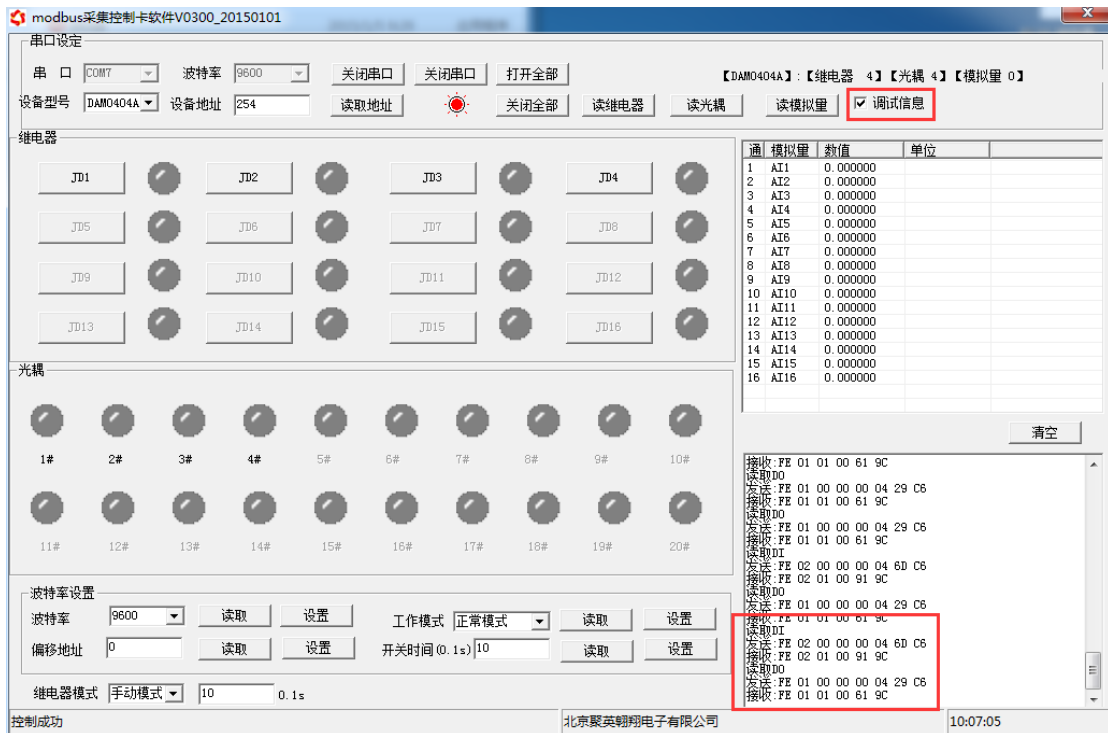 modbus采集控制卡软件V0300_20150101
串口设定
串 口 COM7 波特率 9600 关闭串口 关闭串口 打开全部 【DAM0404A】:【继电器 4】【光耦 4】【模拟量 0】
设备型号 DAM0404A 设备地址 254 读取地址 关闭全部 读继电器 读光耦 读模拟量 调试信息
继电器
JD1 JD2 JD3 JD4
JD5 JD6 JD7 JD8
JD9 JD10 JD11 JD12
JD13 JD14 JD15 JD16
通 模拟量 数值 单位
1 AI1 0.000000
2 AI2 0.000000
3 AI3 0.000000
4 AI4 0.000000
5 AI5 0.000000
6 AI6 0.000000
7 AI7 0.000000
8 AI8 0.000000
9 AI9 0.000000
10 AI10 0.000000
11 AI11 0.000000
12 AI12 0.000000
13 AI13 0.000000
14 AI14 0.000000
15 AI15 0.000000
16 AI16 0.000000
光耦
1# 2# 3# 4# 5# 6# 7# 8# 9# 10#
11# 12# 13# 14# 15# 16# 17# 18# 19# 20#
清空
接收:FE 01 01 00 61 9C
读取DO
发送:FE 01 00 00 00 04 29 C6
接收:FE 01 01 00 61 9C
读取DO
发送:FE 01 00 00 00 04 29 C6
接收:FE 01 01 00 61 9C
读取DI
发送:FE 02 00 00 00 04 6D C6
接收:FE 02 01 00 91 9C
读取DO
发送:FE 01 00 00 00 04 29 C6
接收:FE 01 01 00 61 9C
读取DI
发送:FE 02 00 00 00 04 6D C6
接收:FE 02 01 00 91 9C
读取DO
发送:FE 01 00 00 00 04 29 C6
接收:FE 01 01 00 61 9C
波特率设置
波特率 9600 读取 设置 工作模式 正常模式 读取 设置
偏移地址 0 读取 设置 开关时间(0.1s) 10 读取 设置
继电器模式 手动模式 10 0.1s
控制成功 北京聚英翱翔电子有限公司 10:07:05